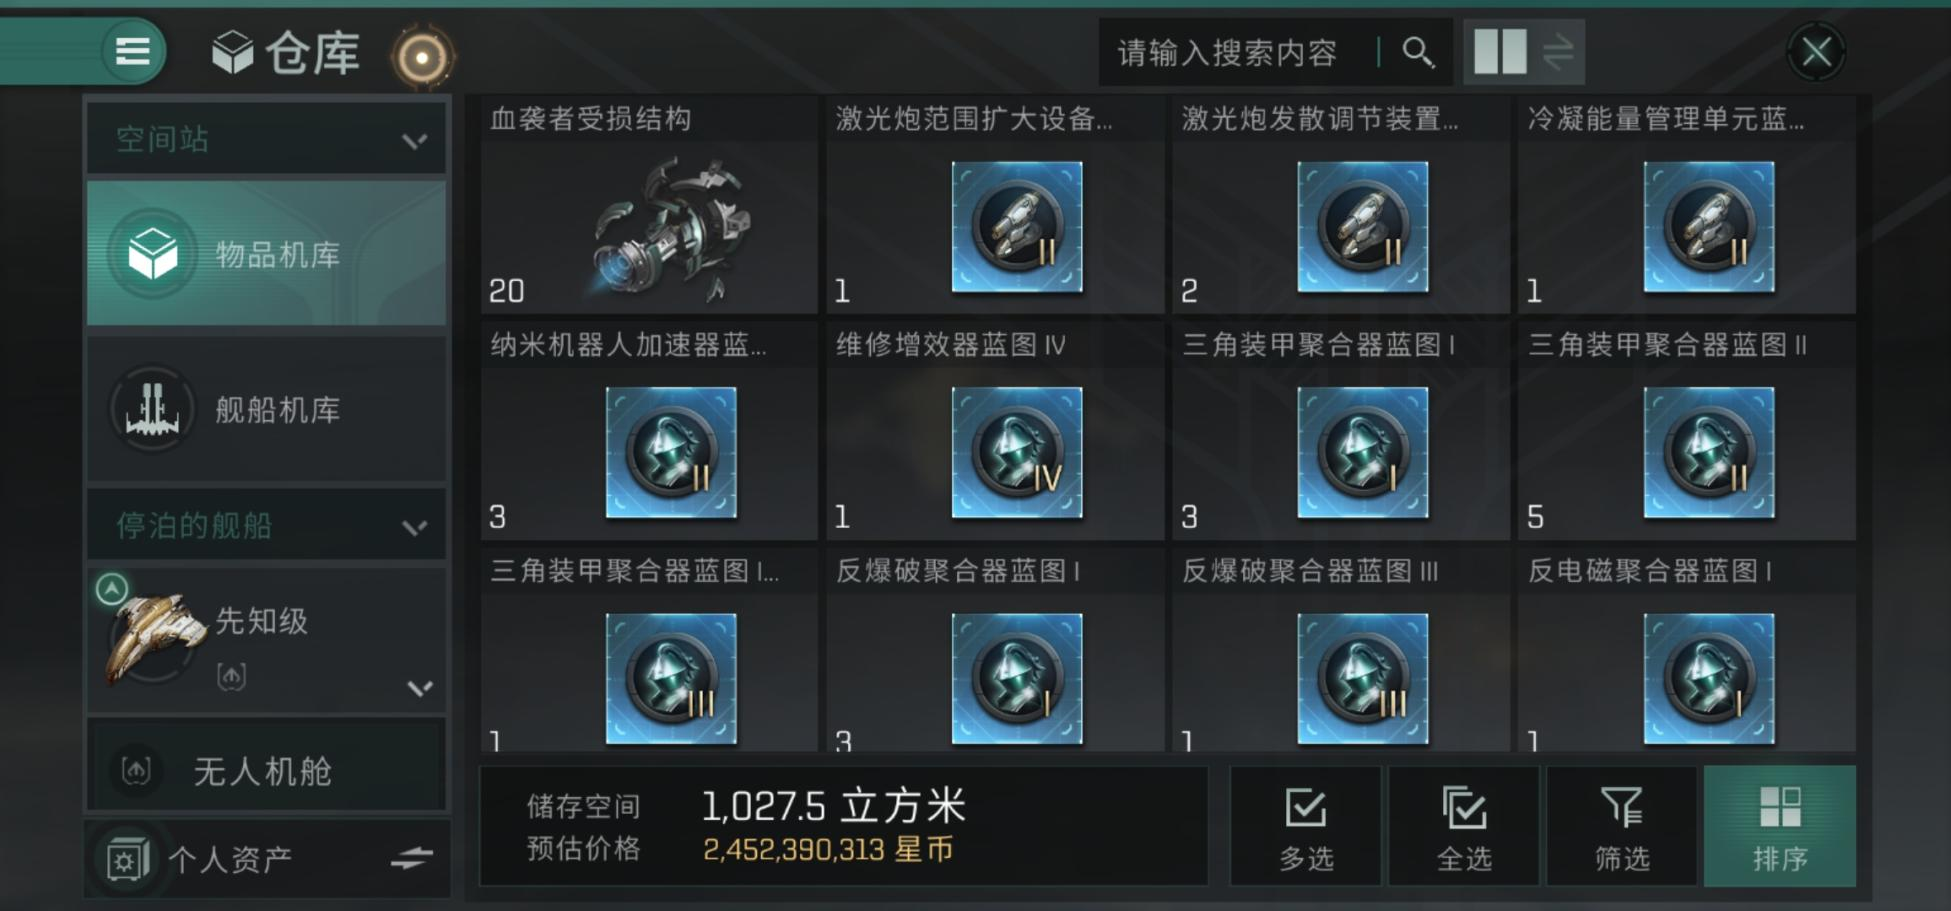 仓库
请输入搜索内容
空间站
物品机库
舰船机库
停泊的舰船
先知级
无人机舱
个人资产
血袭者受损结构
20
激光炮范围扩大设备...
II
1
激光炮发散调节装置...
II
2
冷凝能量管理单元蓝...
II
1
纳米机器人加速器蓝...
II
3
维修增效器蓝图 IV
IV
1
三角装甲聚合器蓝图 I
I
3
三角装甲聚合器蓝图 II
II
5
三角装甲聚合器蓝图 I...
III
1
反爆破聚合器蓝图 I
I
3
反爆破聚合器蓝图 III
III
1
反电磁聚合器蓝图 I
I
1
储存空间 1,027.5 立方米
预估价格 2,452,390,313 星币
多选
全选
筛选
排序